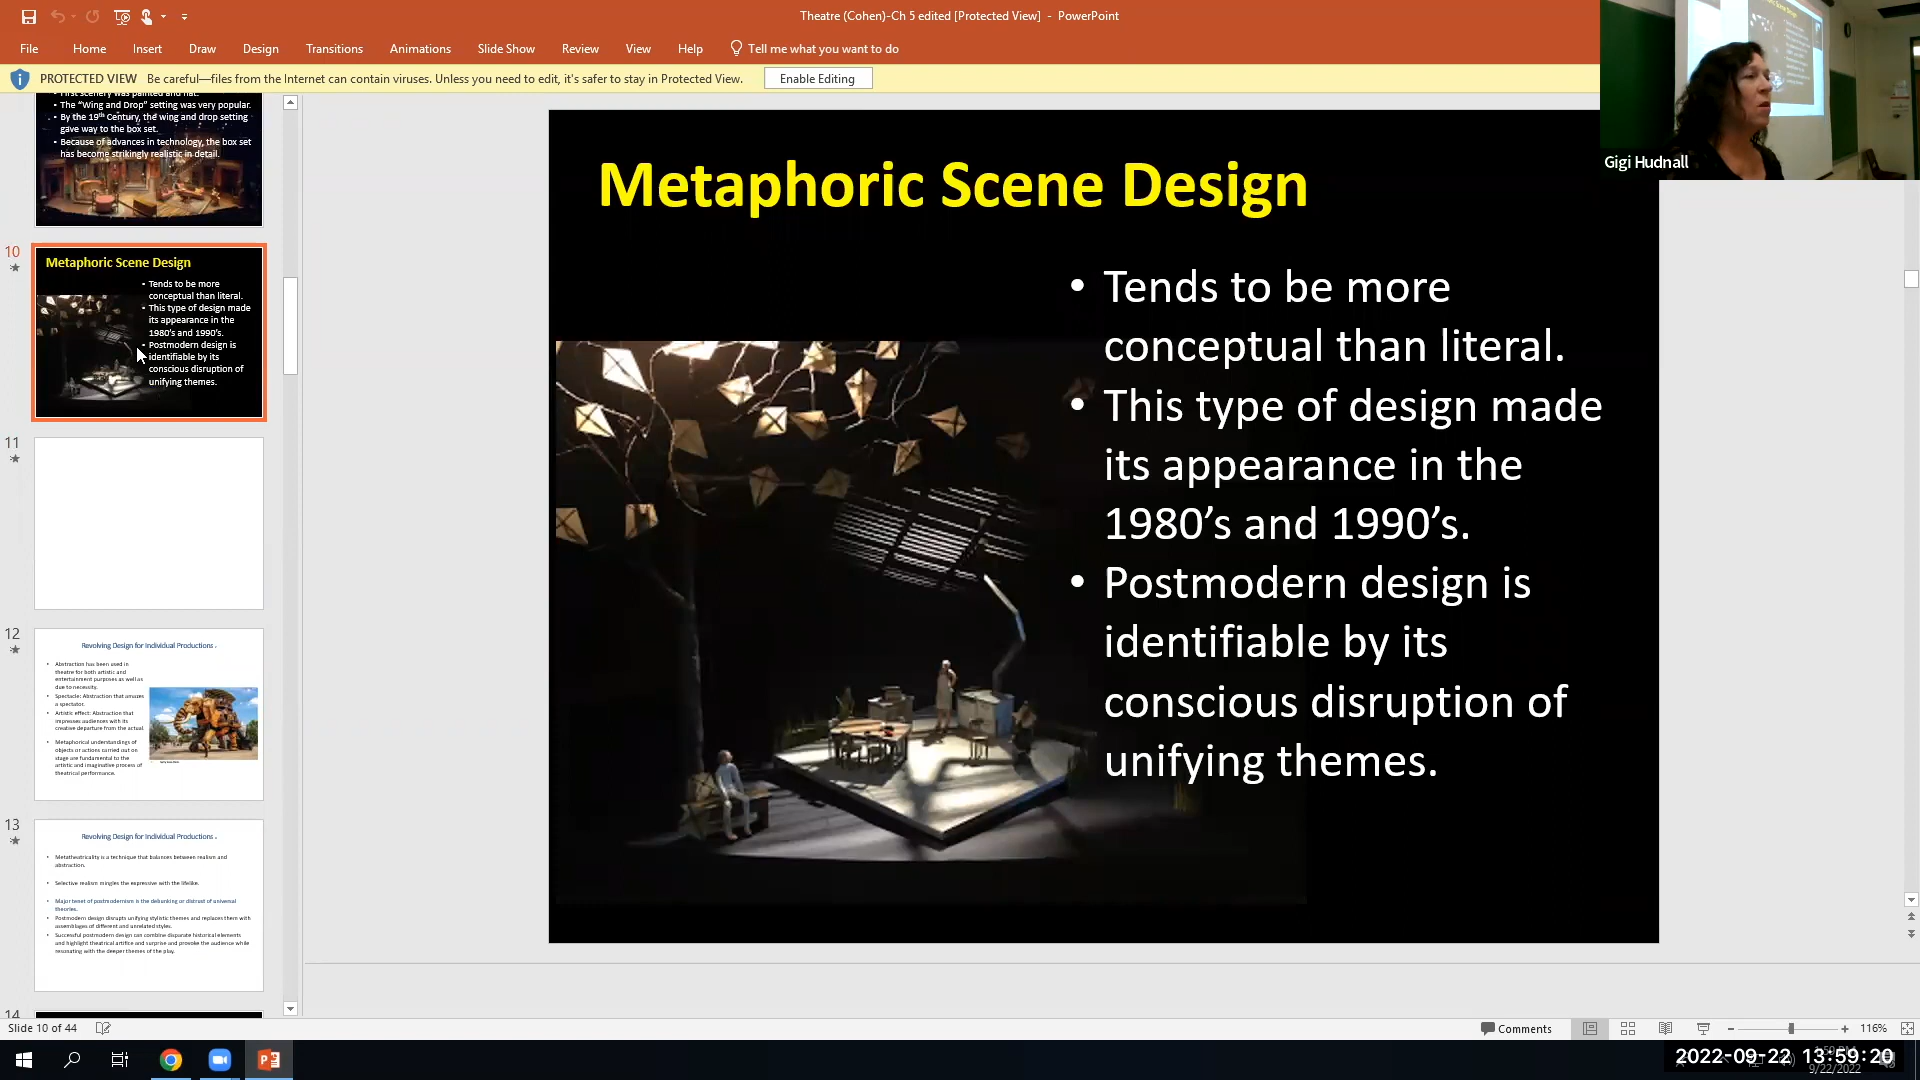 Theatre (Cohen)-Ch 5 edited [Protected View] - PowerPoint
File Home Insert Draw Design Transitions Animations Slide Show Review View Help Tell me what you want to do
PROTECTED VIEW Be careful—files from the Internet can contain viruses. Unless you need to edit, it's safer to stay in Protected View. Enable Editing
Gigi Hudnall
• First scenery was painted and flat.
• The “Wing and Drop” setting was very popular.
• By the 19th Century, the wing and drop setting
gave way to the box set.
• Because of advances in technology, the box set
has become strikingly realistic in detail.
10
Metaphoric Scene Design
• Tends to be more
conceptual than literal.
• This type of design made
its appearance in the
1980’s and 1990’s.
• Postmodern design is
identifiable by its
conscious disruption of
unifying themes.
11
12
Revolving Design for Individual Productions
• Abstraction has been used in
theatre for both artistic and
entertainment purposes as well as
due to necessity.
• Spectacle: Abstraction that amazes
a spectator.
• Artistic effect: Abstraction that
impresses audiences with its
creative departure from the actual.
• Metaphorical understandings of
objects or actions carried out on
stage are fundamental to the
artistic and imaginative process of
theatrical performance.
13
Revolving Design for Individual Productions
• Metatheatricality is a technique that balances between realism and
abstraction.
• Selective realism mingles the expressive with the lifelike.
• Major tenet of postmodernism is the debunking or distrust of universal
theories.
• Postmodern design disrupts unifying stylistic themes and replaces them with
assemblages of different and unrelated styles.
• Successful postmodern design can combine disparate historical elements
and highlight theatrical artifice and surprise and provoke the audience while
resonating with the deeper themes of the play.
14
Metaphoric Scene Design
• Tends to be more
conceptual than literal.
• This type of design made
its appearance in the
1980’s and 1990’s.
• Postmodern design is
identifiable by its
conscious disruption of
unifying themes.
Slide 10 of 44
Comments
116%
2022-09-22 13:59:20
9/22/2022